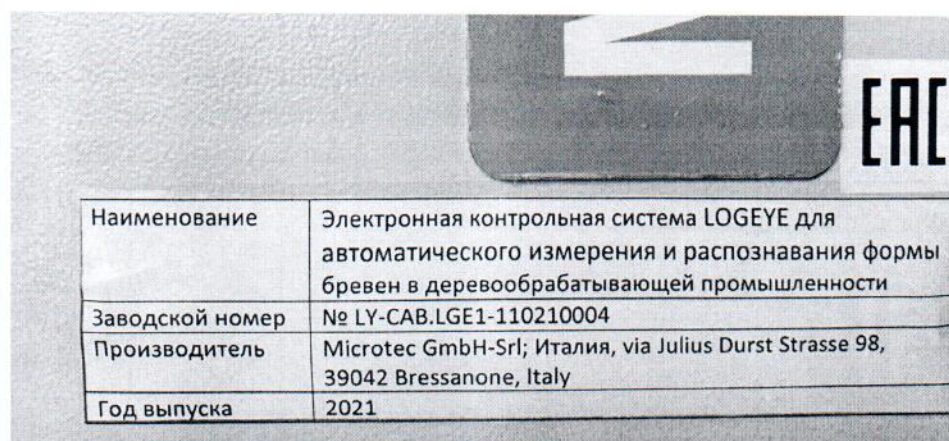 EAC
Наименование Электронная контрольная система LOGEYE для
автоматического измерения и распознавания формы
бревен в деревообрабатывающей промышленности
Заводской номер № LY-CAB.LGE1-110210004
Производитель Microtec GmbH-Srl; Италия, via Julius Durst Strasse 98,
39042 Bressanone, Italy
Год выпуска 2021